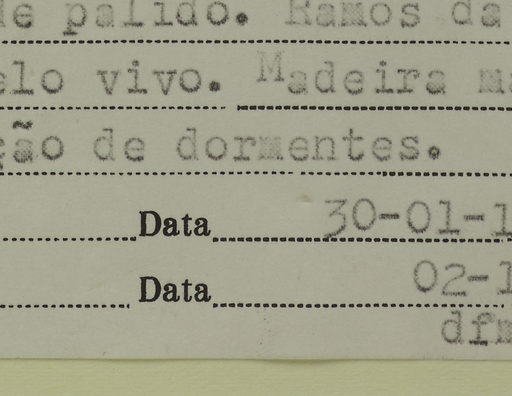 de palido. Ramos da
elo vivo. Madeira ma
ção de dormentes.
Data 30-01-1
Data 02-1
dfm